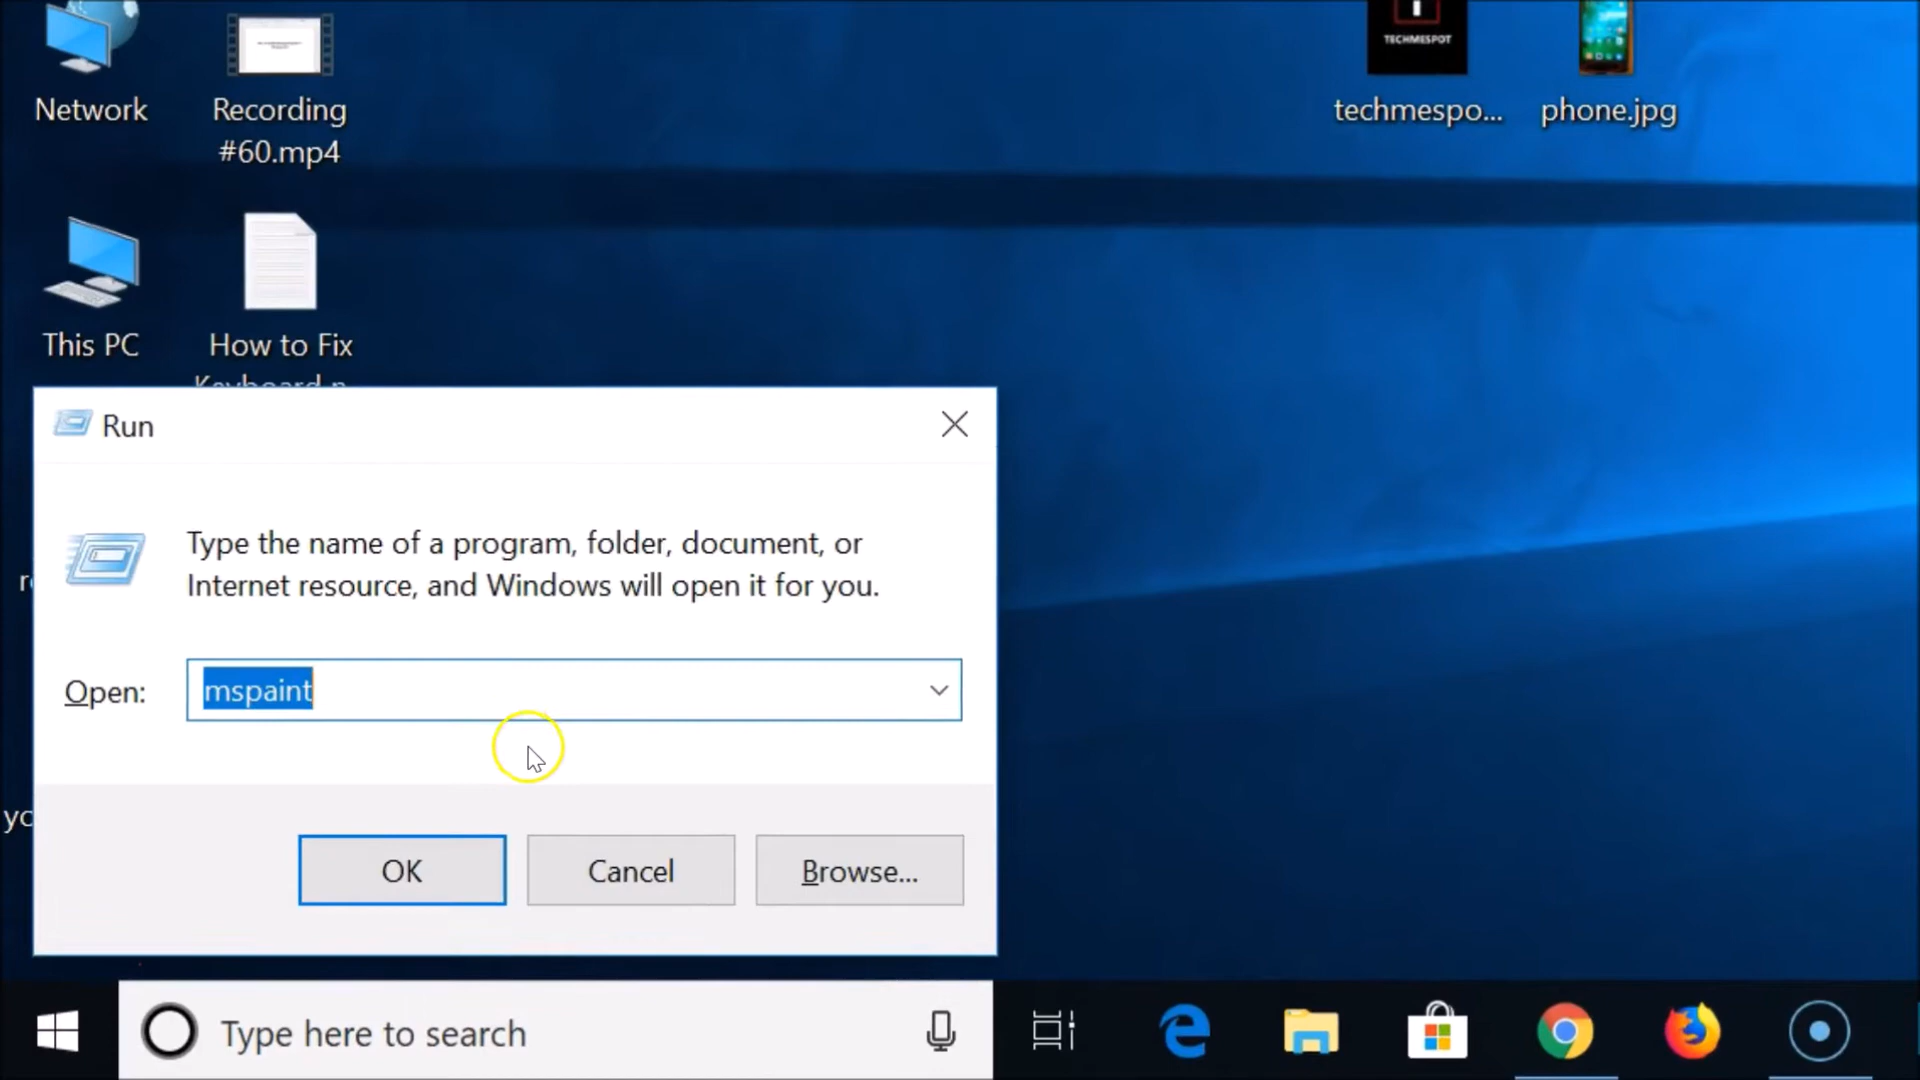 TECHMESPOT
Network
Recording
#60.mp4
techmespo...
phone.jpg
This PC
How to Fix
Keyboard n
Run
Type the name of a program, folder, document, or
Internet resource, and Windows will open it for you.
Open:
mspaint
OK
Cancel
Browse...
Type here to search